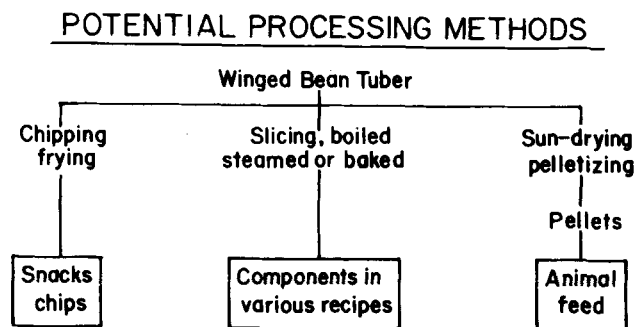 POTENTIAL PROCESSING METHODS
Winged Bean Tuber
Chipping
frying
Slicing, boiled
steamed or baked
Sun-drying
pelletizing
Pellets
Snacks
chips
Components in
various recipes
Animal
feed